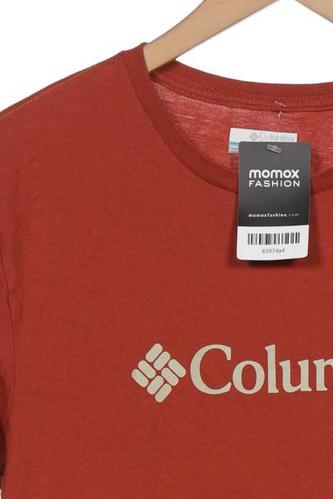 Columbia
momox
FASHION
momoxfashion.com
65974a4
Colum